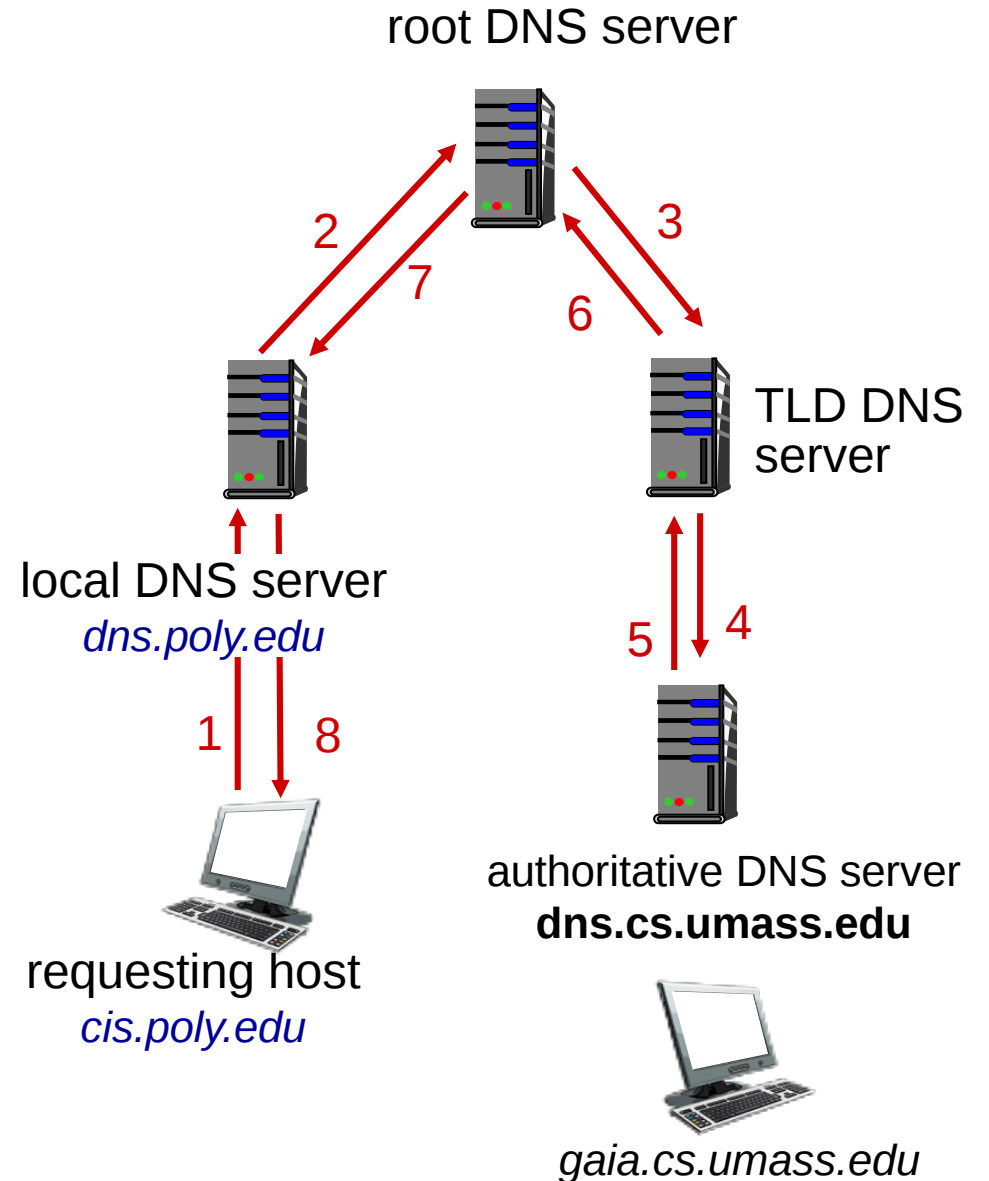 root DNS server
2
3
7
6
TLD DNS
server
local DNS server
dns.poly.edu
5
4
1
8
authoritative DNS server
dns.cs.umass.edu
requesting host
cis.poly.edu
gaia.cs.umass.edu